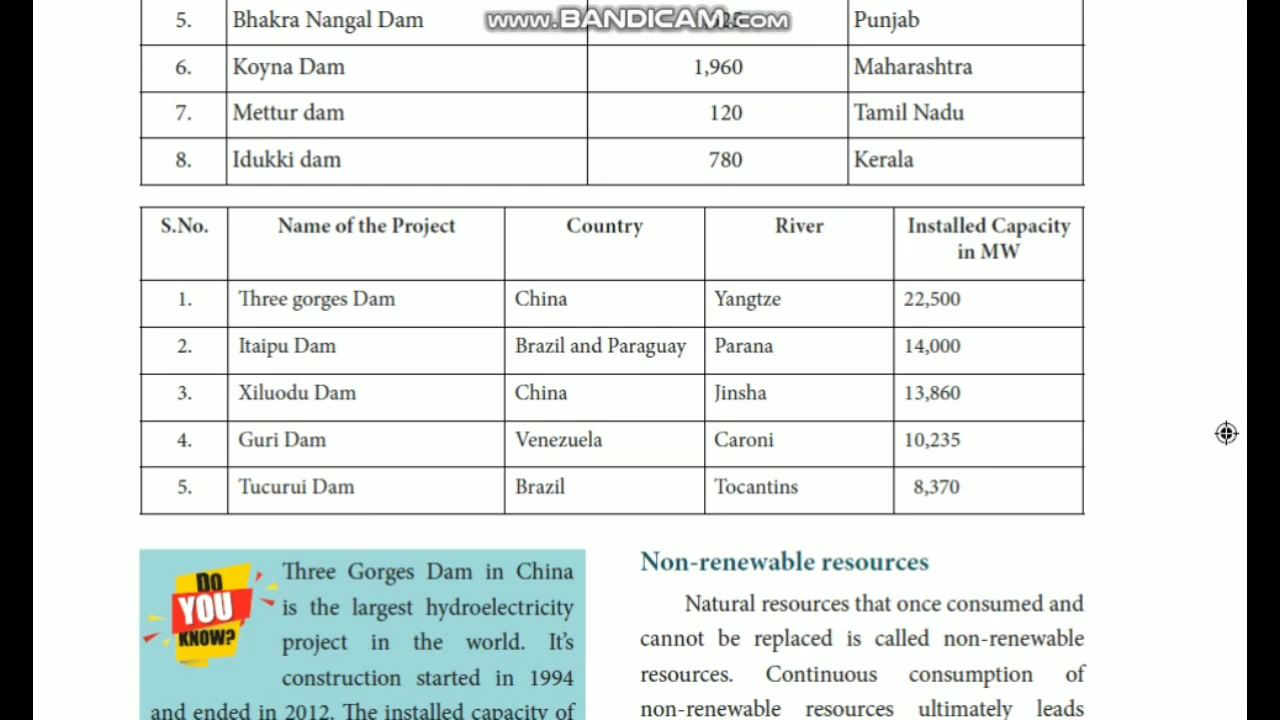 5. Bhakra Nangal Dam Punjab
www.BANDICAM.com
6. Koyna Dam 1,960 Maharashtra
7. Mettur dam 120 Tamil Nadu
8. Idukki dam 780 Kerala
S.No. Name of the Project Country River Installed Capacity
in MW
1. Three gorges Dam China Yangtze 22,500
2. Itaipu Dam Brazil and Paraguay Parana 14,000
3. Xiluodu Dam China Jinsha 13,860
4. Guri Dam Venezuela Caroni 10,235
5. Tucurui Dam Brazil Tocantins 8,370
DO
YOU
KNOW?
Three Gorges Dam in China
is the largest hydroelectricity
project in the world. It's
construction started in 1994
and ended in 2012. The installed capacity of
Non-renewable resources
Natural resources that once consumed and
cannot be replaced is called non-renewable
resources. Continuous consumption of
non-renewable resources ultimately leads